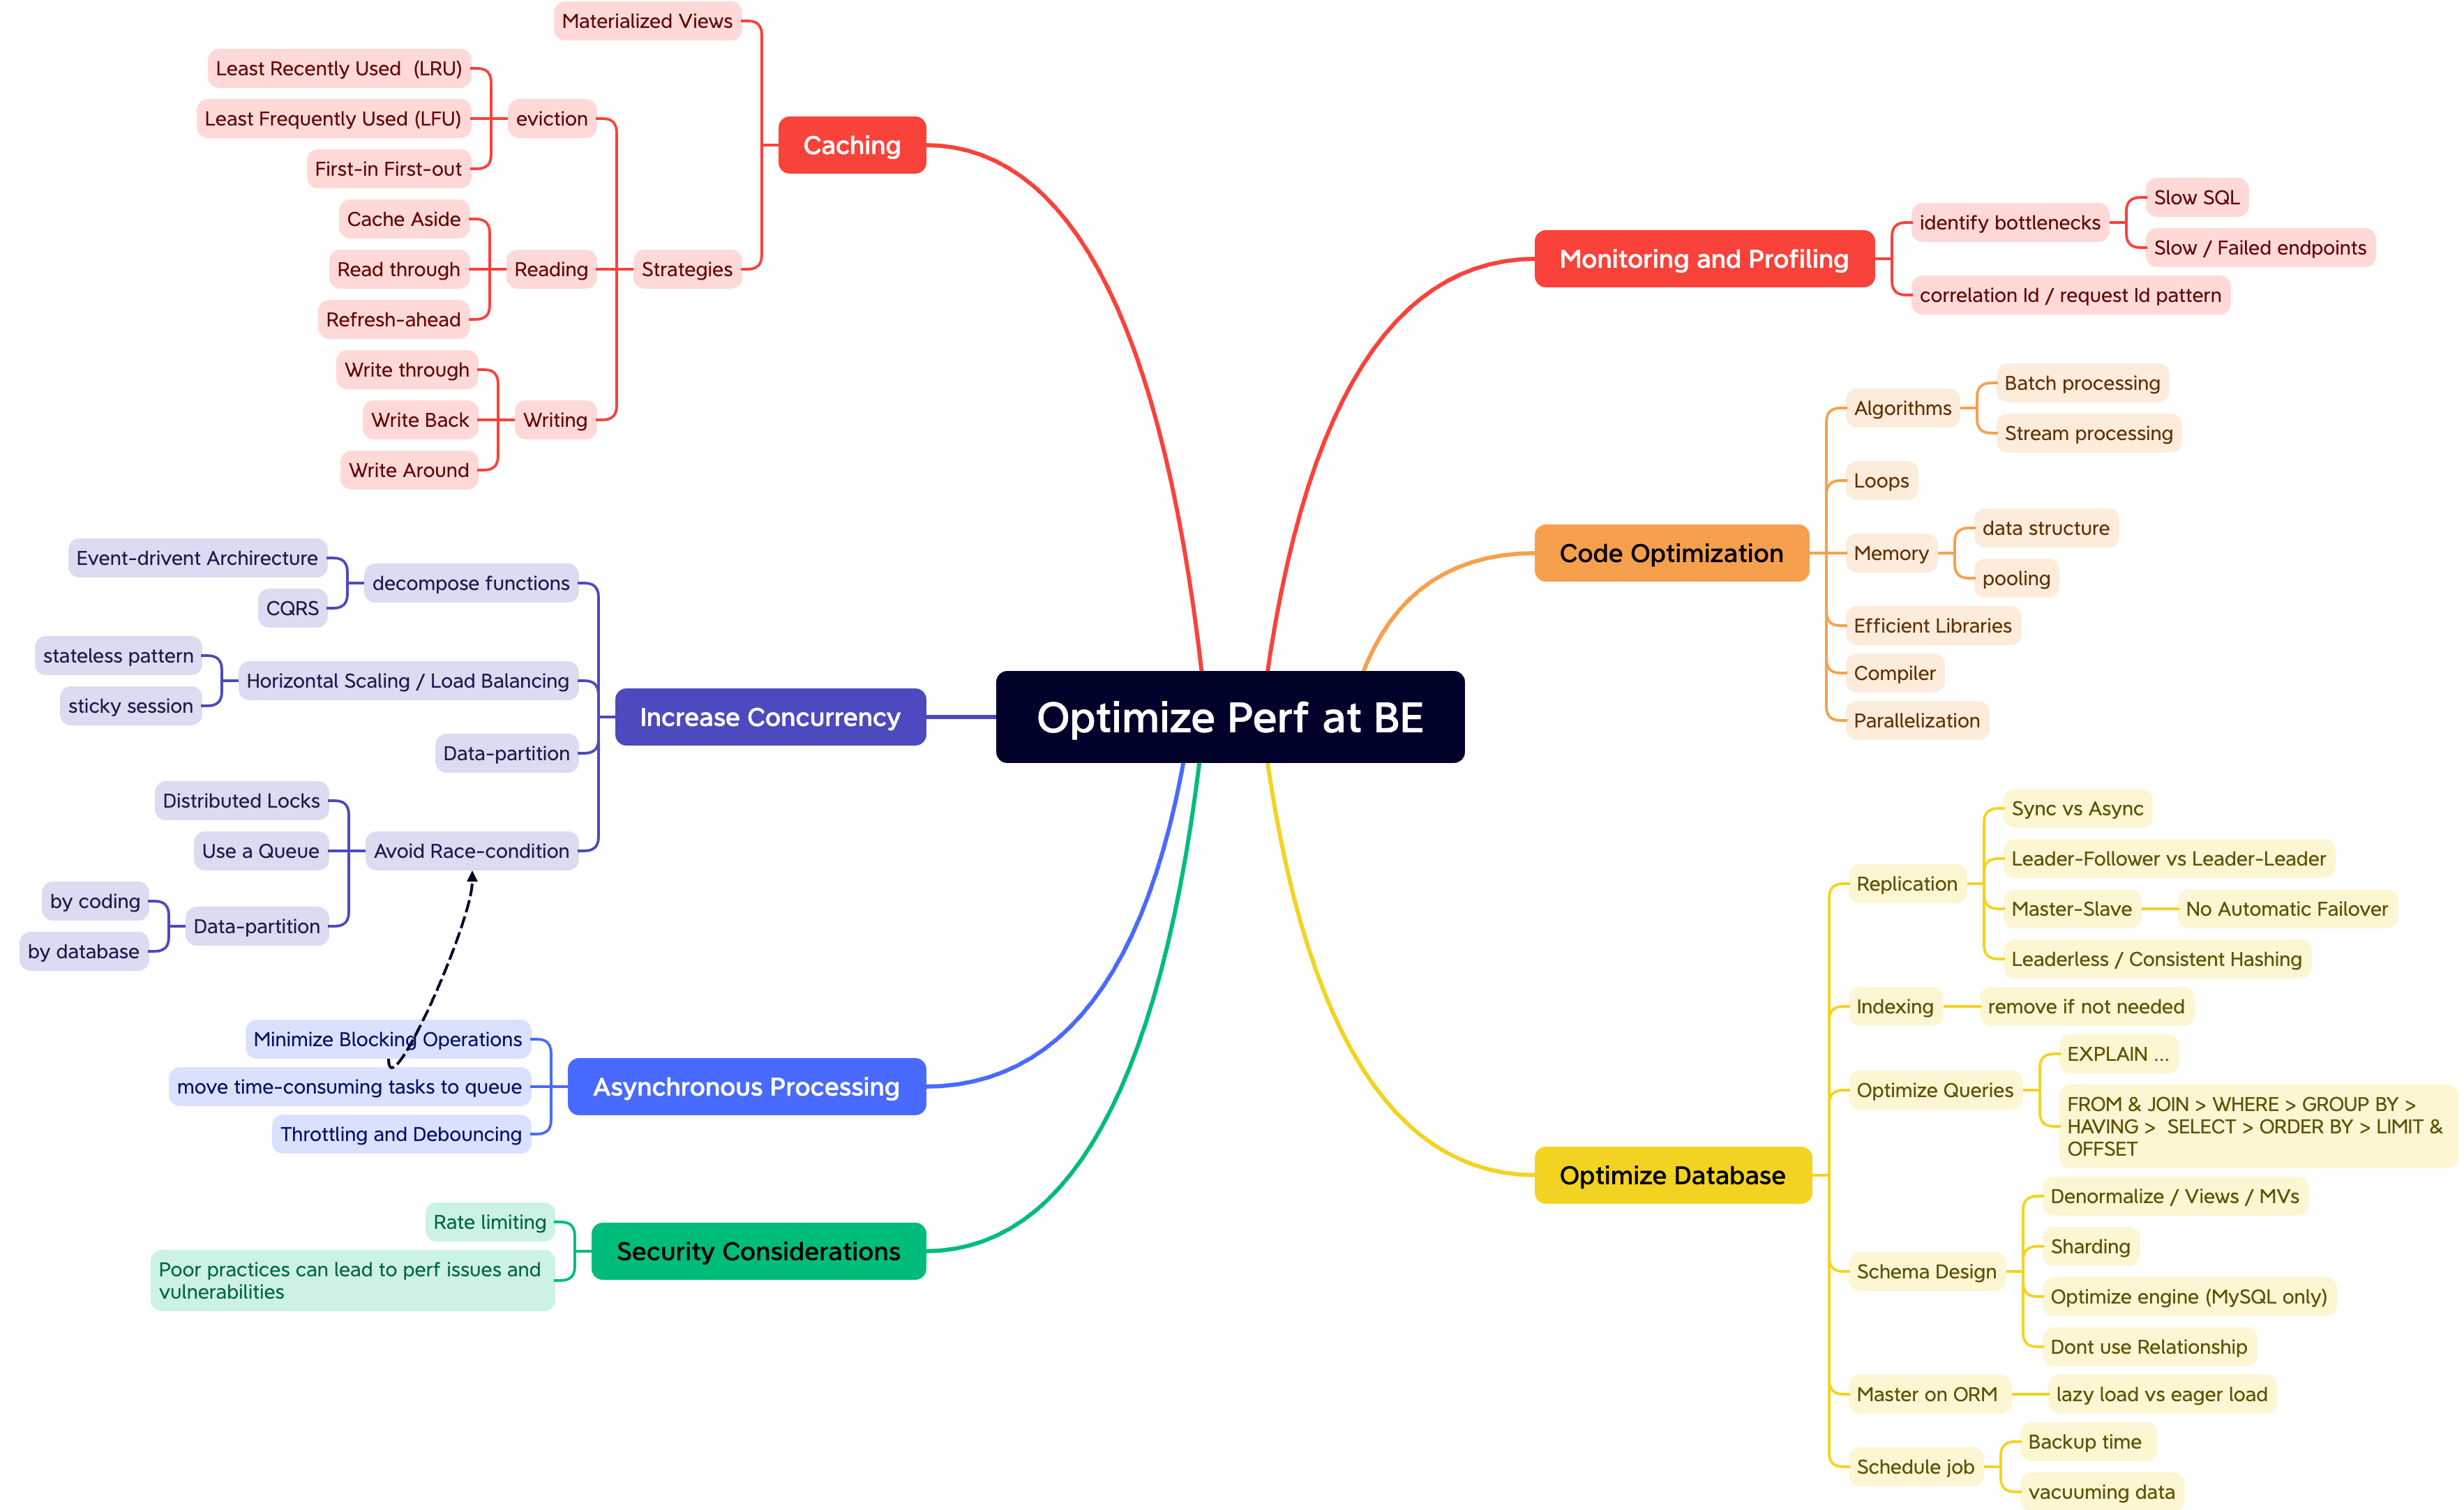 Optimize Perf at BE
Caching
Materialized Views
Strategies
eviction
Least Recently Used  (LRU)
Least Frequently Used (LFU)
First-in First-out
Reading
Cache Aside
Read through
Refresh-ahead
Writing
Write through
Write Back
Write Around
Increase Concurrency
decompose functions
Event-drivent Archirecture
CQRS
Horizontal Scaling / Load Balancing
stateless pattern
sticky session
Data-partition
Avoid Race-condition
Distributed Locks
Use a Queue
Data-partition
by coding
by database
Asynchronous Processing
Minimize Blocking Operations
move time-consuming tasks to queue
Throttling and Debouncing
Security Considerations
Rate limiting
Poor practices can lead to perf issues and
vulnerabilities
Monitoring and Profiling
identify bottlenecks
Slow SQL
Slow / Failed endpoints
correlation Id / request Id pattern
Code Optimization
Algorithms
Batch processing
Stream processing
Loops
Memory
data structure
pooling
Efficient Libraries
Compiler
Parallelization
Optimize Database
Replication
Sync vs Async
Leader-Follower vs Leader-Leader
Master-Slave
No Automatic Failover
Leaderless / Consistent Hashing
Indexing
remove if not needed
Optimize Queries
EXPLAIN ...
FROM & JOIN > WHERE > GROUP BY >
HAVING >  SELECT > ORDER BY > LIMIT &
OFFSET
Schema Design
Denormalize / Views / MVs
Sharding
Optimize engine (MySQL only)
Dont use Relationship
Master on ORM
lazy load vs eager load
Schedule job
Backup time
vacuuming data